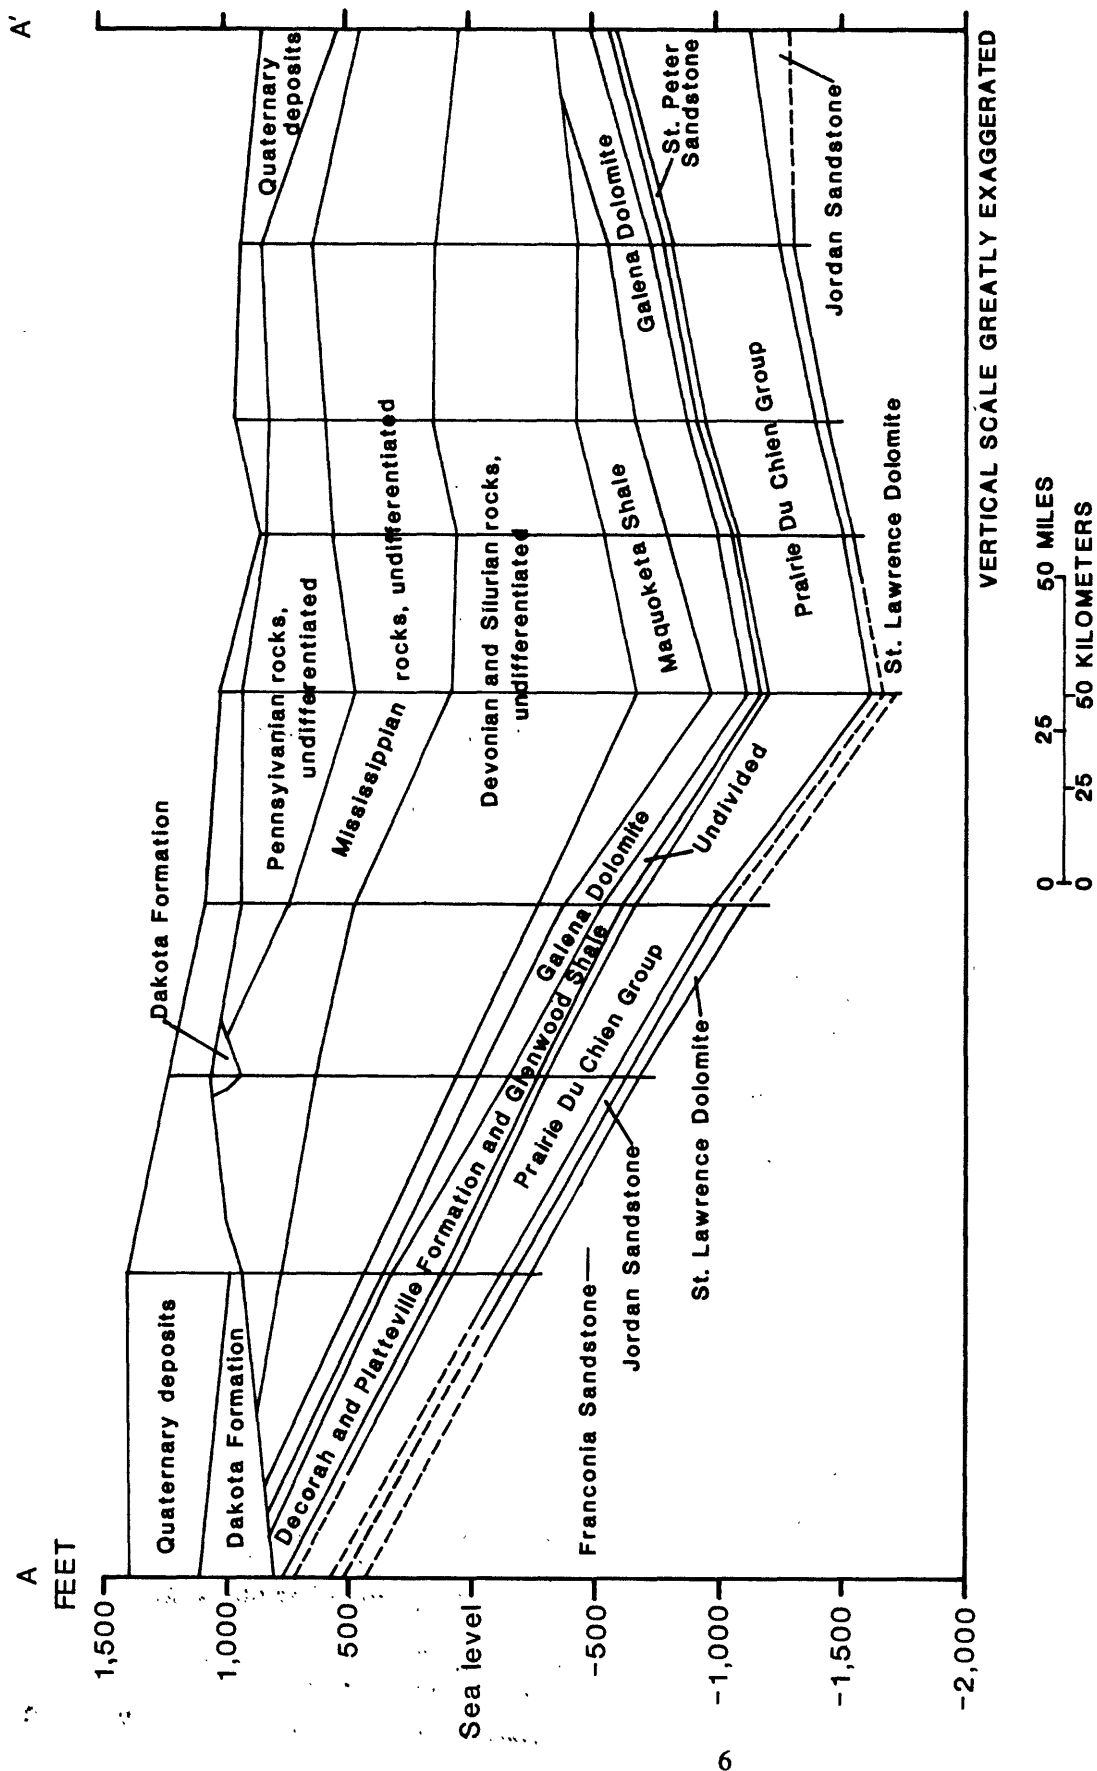 A
A'
FEET
1,500
1,000
500
Sea level
-500
-1,000
-1,500
-2,000
Quaternary deposits
Dakota Formation
Dakota Formation
Quaternary
deposits
Pennsylvanian rocks,
undifferentiated
Mississippian rocks, undifferentiated
Devonian and Silurian rocks,
undifferentiated
Maquoketa Shale
Galena Dolomite
Galena Dolomite
Decorah and Platteville Formation and Glenwood Shale
Undivided
St. Peter
Sandstone
Prairie Du Chien Group
Prairie Du Chien Group
Jordan Sandstone
Jordan Sandstone
St. Lawrence Dolomite
St. Lawrence Dolomite
Franconia Sandstone
VERTICAL SCALE GREATLY EXAGGERATED
0 25 50 MILES
0 25 50 KILOMETERS
6